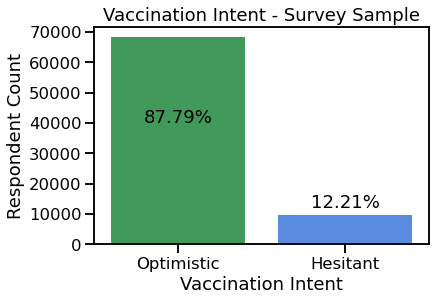 Vaccination Intent - Survey Sample
Respondent Count
70000
60000
50000
40000
30000
20000
10000
0
87.79%
12.21%
Optimistic
Hesitant
Vaccination Intent